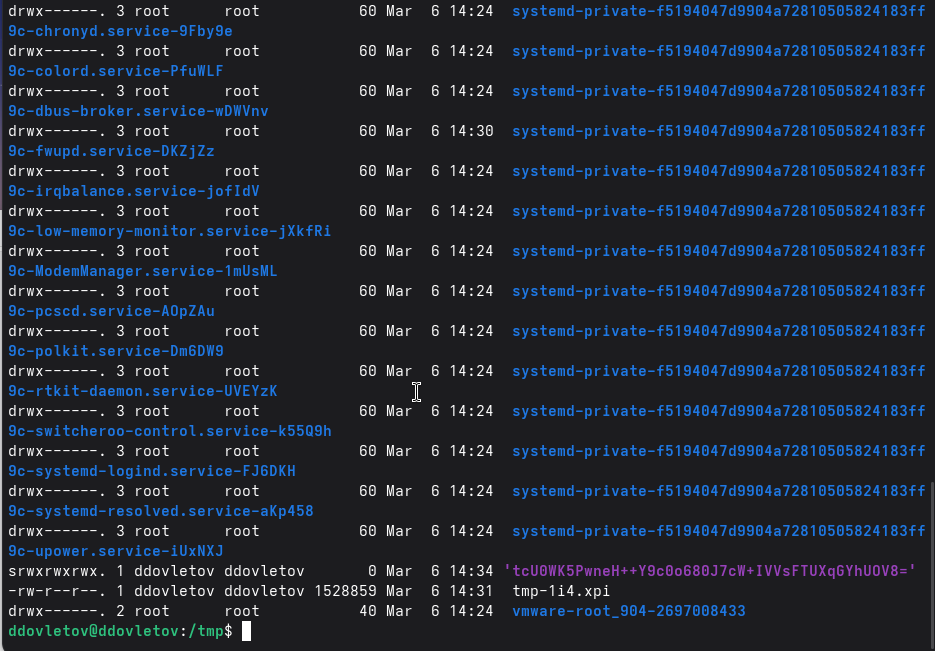 drwx------. 3 root      root           60 Mar  6 14:24  systemd-private-f5194047d9904a72810505824183ff
9c-chronyd.service-9Fby9e
drwx------. 3 root      root           60 Mar  6 14:24  systemd-private-f5194047d9904a72810505824183ff
9c-colord.service-PfuWLF
drwx------. 3 root      root           60 Mar  6 14:24  systemd-private-f5194047d9904a72810505824183ff
9c-dbus-broker.service-wDWVnv
drwx------. 3 root      root           60 Mar  6 14:30  systemd-private-f5194047d9904a72810505824183ff
9c-fwupd.service-DKZjZz
drwx------. 3 root      root           60 Mar  6 14:24  systemd-private-f5194047d9904a72810505824183ff
9c-irqbalance.service-jofIdV
drwx------. 3 root      root           60 Mar  6 14:24  systemd-private-f5194047d9904a72810505824183ff
9c-low-memory-monitor.service-jXkfRi
drwx------. 3 root      root           60 Mar  6 14:24  systemd-private-f5194047d9904a72810505824183ff
9c-ModemManager.service-1mUsML
drwx------. 3 root      root           60 Mar  6 14:24  systemd-private-f5194047d9904a72810505824183ff
9c-pcscd.service-AOpZAu
drwx------. 3 root      root           60 Mar  6 14:24  systemd-private-f5194047d9904a72810505824183ff
9c-polkit.service-Dm6DW9
drwx------. 3 root      root           60 Mar  6 14:24  systemd-private-f5194047d9904a72810505824183ff
9c-rtkit-daemon.service-UVEYzK
drwx------. 3 root      root           60 Mar  6 14:24  systemd-private-f5194047d9904a72810505824183ff
9c-switcheroo-control.service-k55Q9h
drwx------. 3 root      root           60 Mar  6 14:24  systemd-private-f5194047d9904a72810505824183ff
9c-systemd-logind.service-FJ6DKH
drwx------. 3 root      root           60 Mar  6 14:24  systemd-private-f5194047d9904a72810505824183ff
9c-systemd-resolved.service-aKp458
drwx------. 3 root      root           60 Mar  6 14:24  systemd-private-f5194047d9904a72810505824183ff
9c-upower.service-iUxNXJ
srwxrwxrwx. 1 ddovletov ddovletov       0 Mar  6 14:34 'tcU0WK5PwneH++Y9c0o680J7cW+IVVsFTUXqGYhUOV8='
-rw-r--r--. 1 ddovletov ddovletov 1528859 Mar  6 14:31  tmp-1i4.xpi
drwx------. 2 root      root           40 Mar  6 14:24  vmware-root_904-2697008433
ddovletov@ddovletov:/tmp$